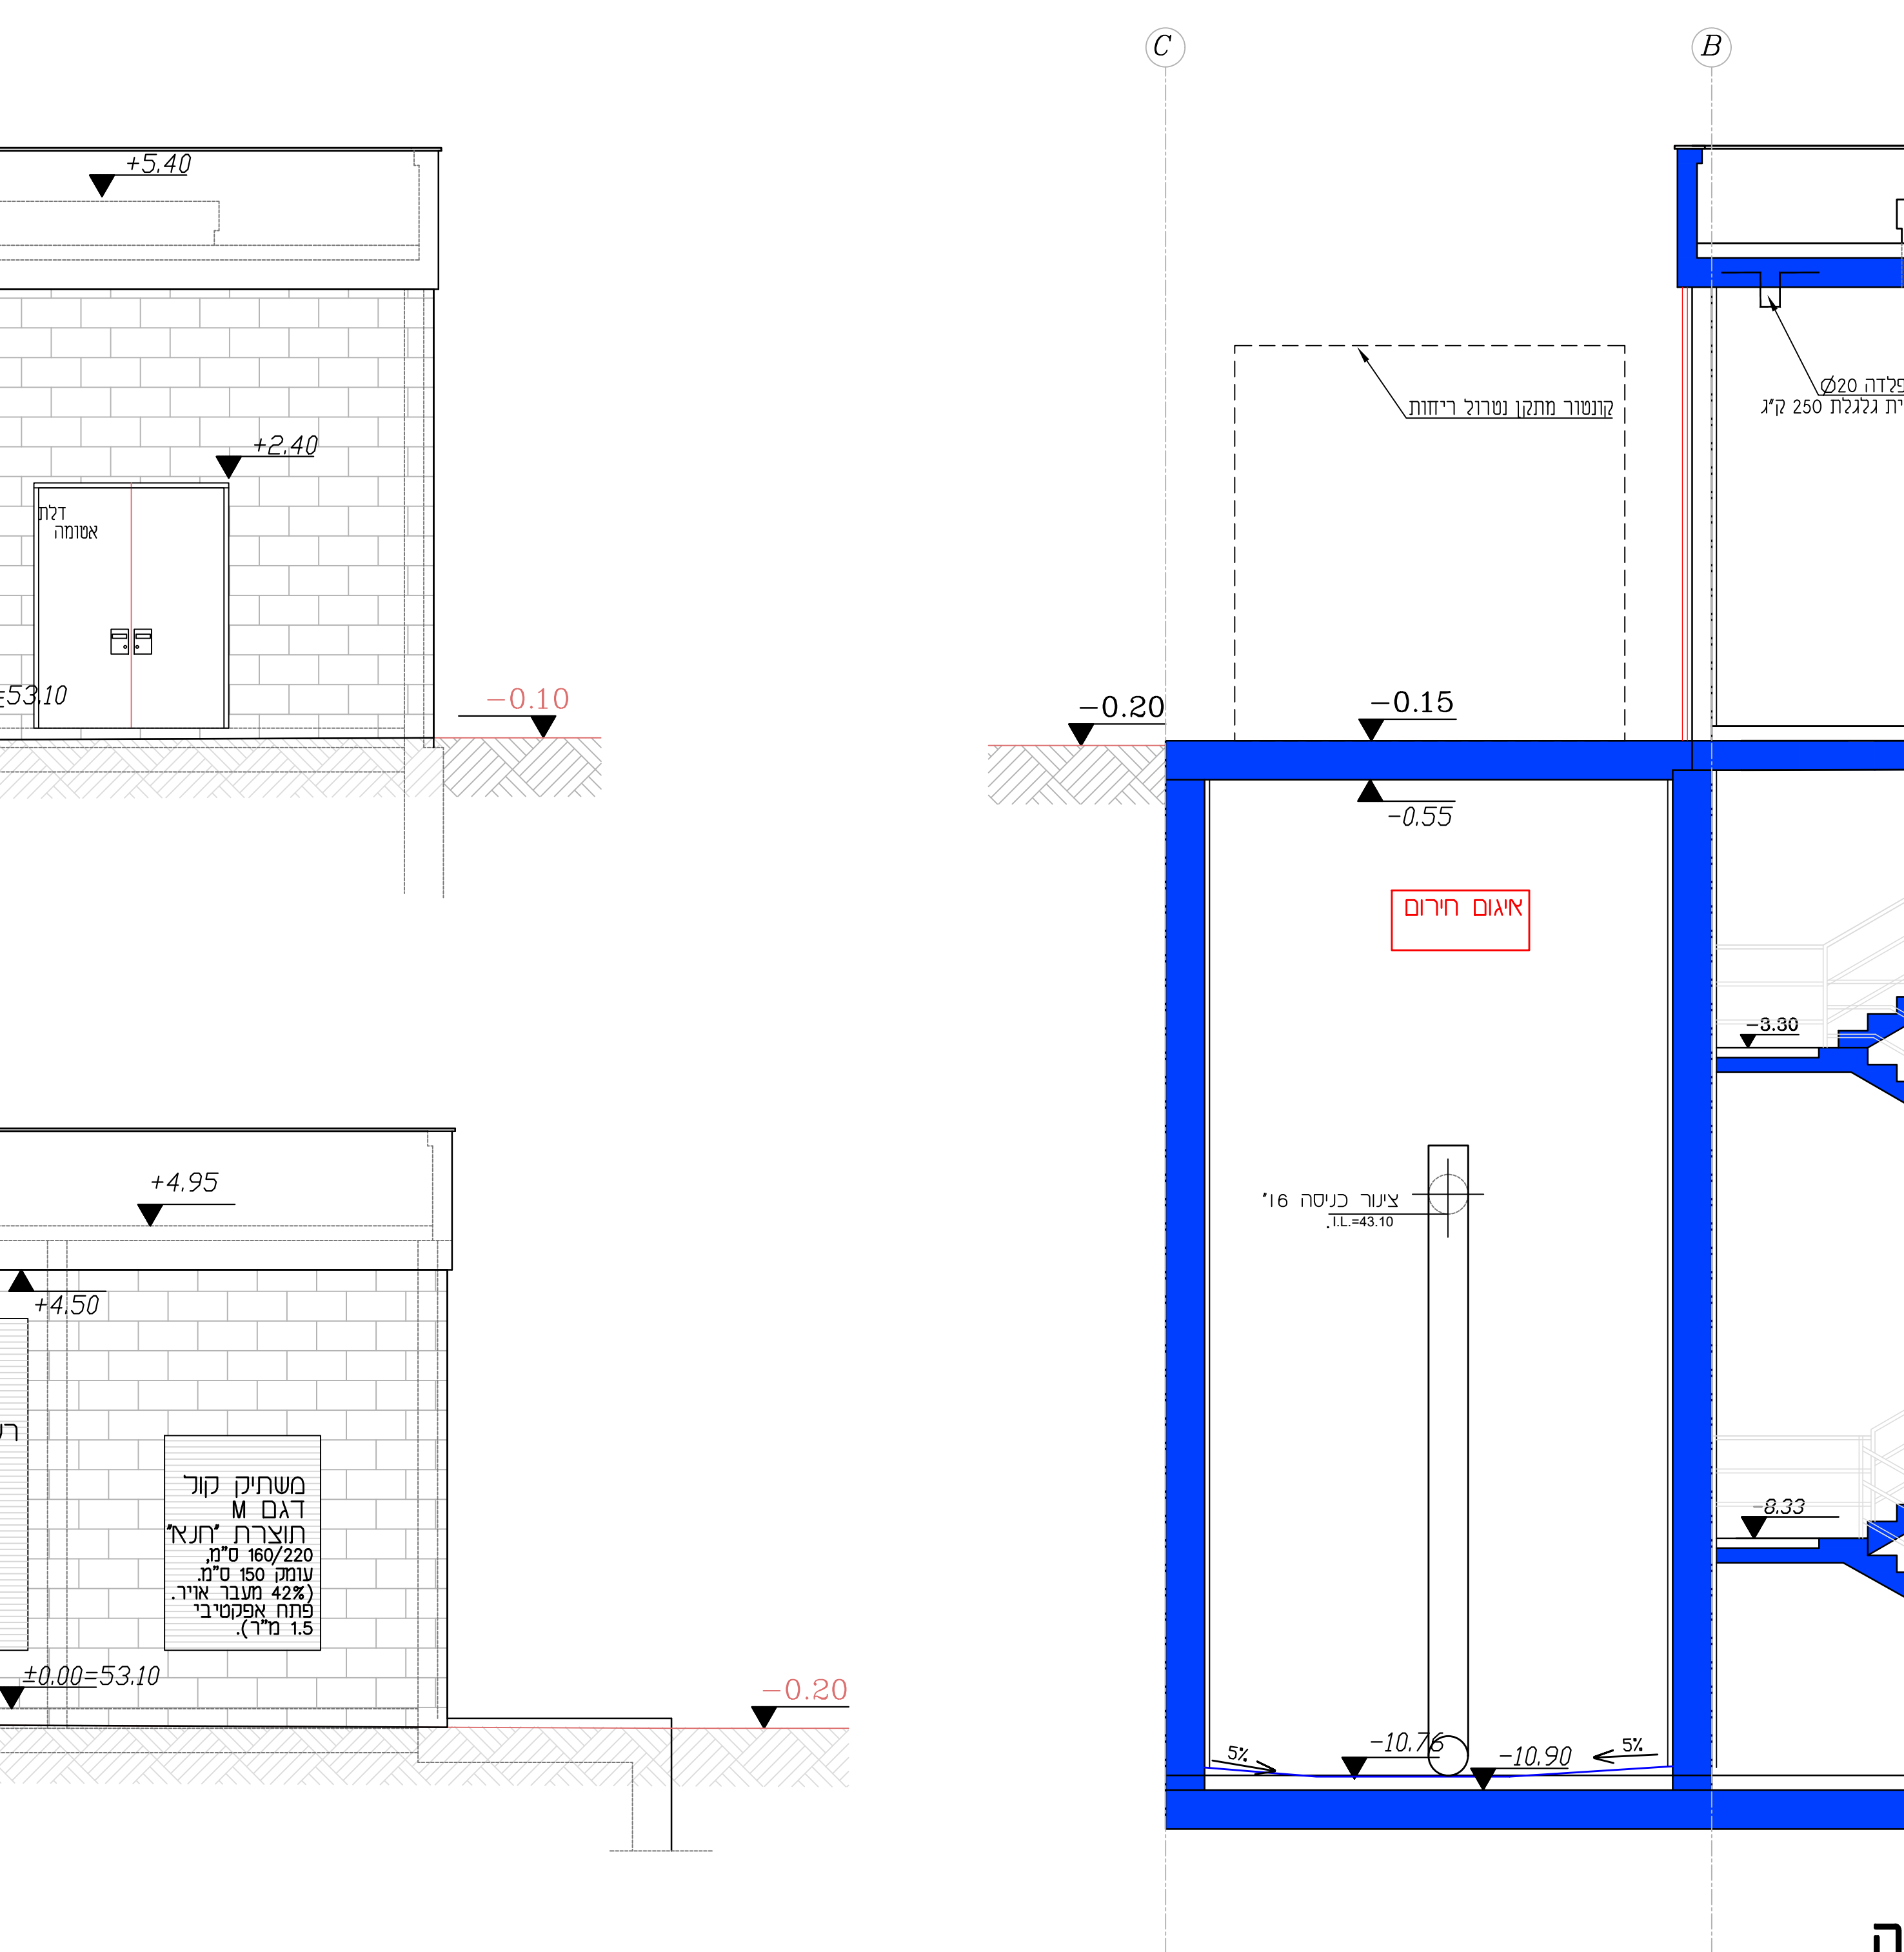 C
B
+5.40
+2.40
דלת
אטומה
=53.10
-0.10
קונטור מתקן נטרול ריחות
-0.20
-0.15
-0.55
איגום חירום
פלדה Ø20
גלגלת 250 ק"ג
-3.30
צינור כניסה 16"
I.L.=43.10.
-8.33
5%
-10.76
-10.90
5%
+4.95
+4.50
משתיק קול
דגם M
תוצרת "חנא"
160/220 ס"מ,
עומק 150 ס"מ.
(42% מעבר אויר.
פתח אפקטיבי
1.5 מ"ר).
±0.00=53.10
-0.20